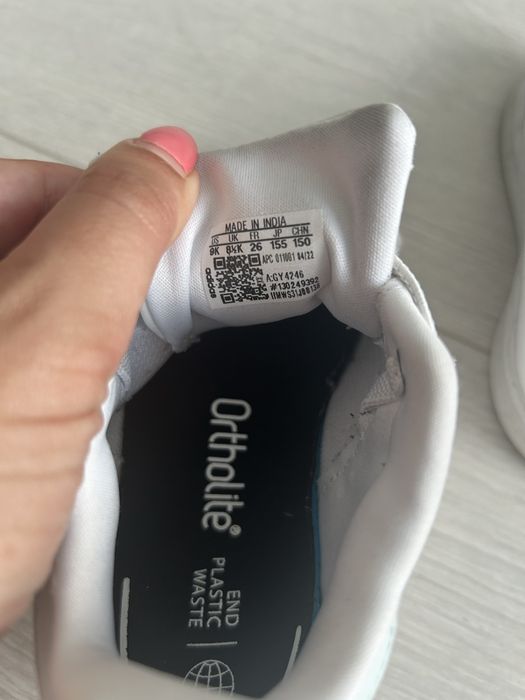 MADE IN INDIA
US UK FR JP CHN
9K 8½K 26 155 150
APC 011001 04/22
adidas
A:GY4246
#130249392
Ortholite®
END
PLASTIC
WASTE